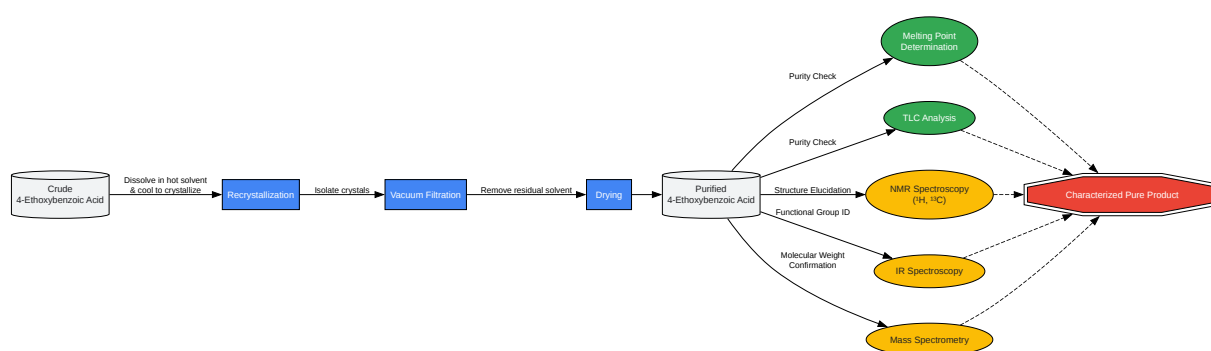 Crude
4-Ethoxybenzoic Acid
Dissolve in hot solvent
& cool to crystallize
Recrystallization
Isolate crystals
Vacuum Filtration
Remove residual solvent
Drying
Purified
4-Ethoxybenzoic Acid
Purity Check
Melting Point
Determination
Purity Check
TLC Analysis
Structure Elucidation
NMR Spectroscopy
(¹H, ¹³C)
Functional Group ID
IR Spectroscopy
Molecular Weight
Confirmation
Mass Spectrometry
Characterized Pure Product